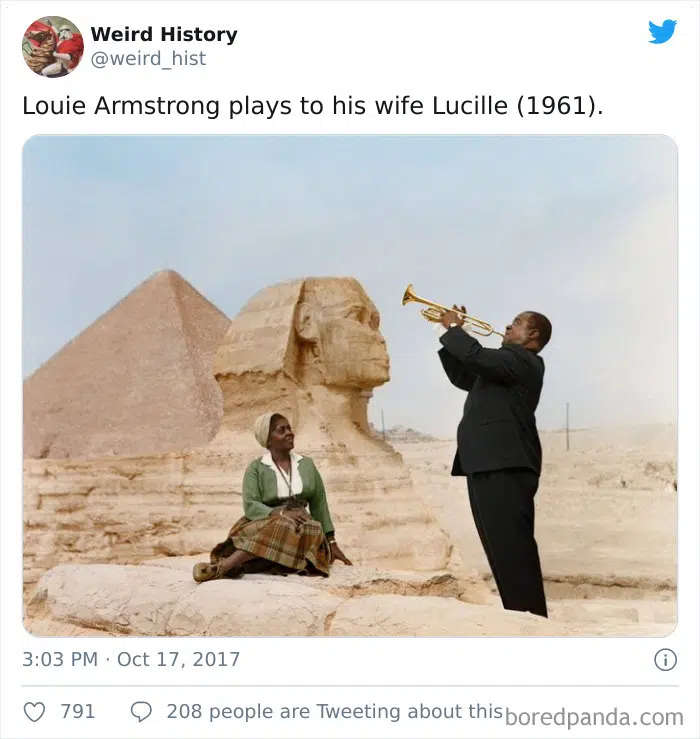 Weird History
@weird_hist
Louie Armstrong plays to his wife Lucille (1961).
3:03 PM · Oct 17, 2017
791
208 people are Tweeting about this
boredpanda.com